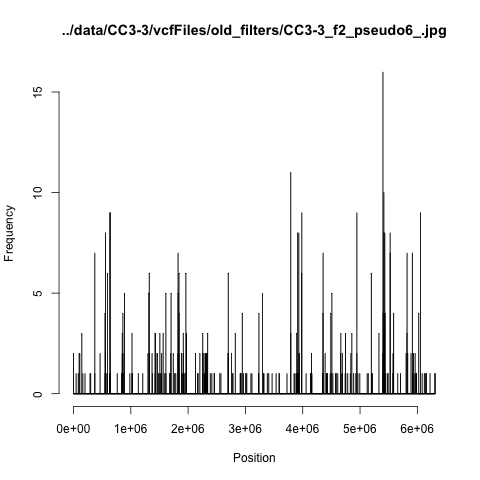 ../data/CC3-3/vcfFiles/old_filters/CC3-3_f2_pseudo6_.jpg
Frequency
15
10
5
0
0e+00 1e+06 2e+06 3e+06 4e+06 5e+06 6e+06
Position